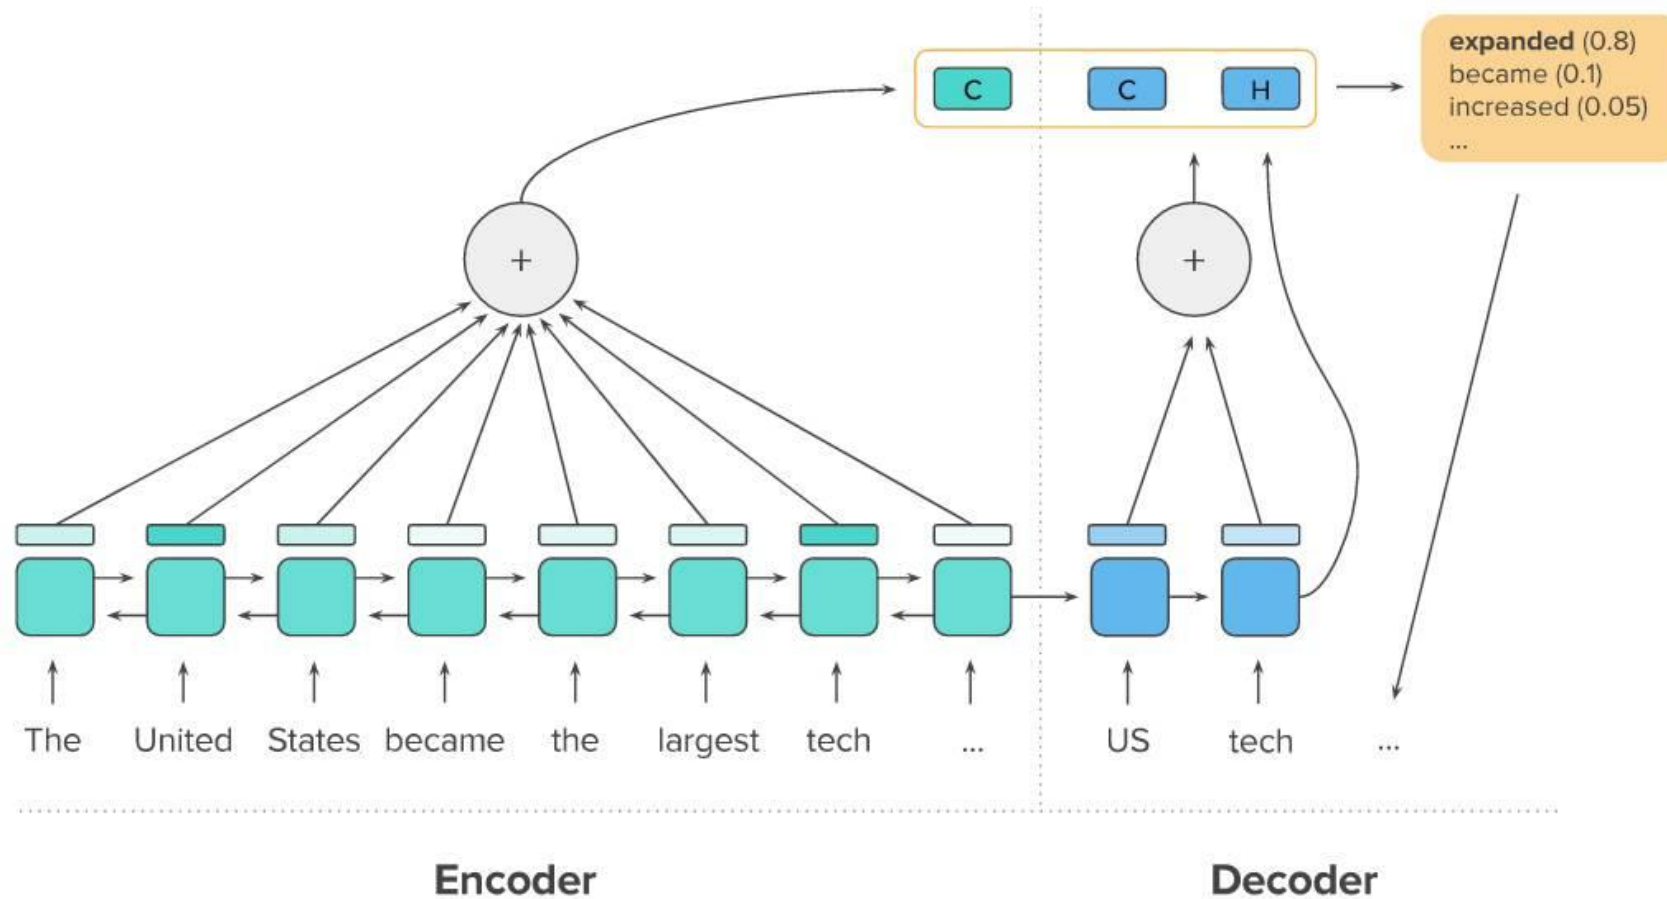 C C H
expanded (0.8)
became (0.1)
increased (0.05)
...
+ +
The United States became the largest tech ... US tech ...
Encoder Decoder